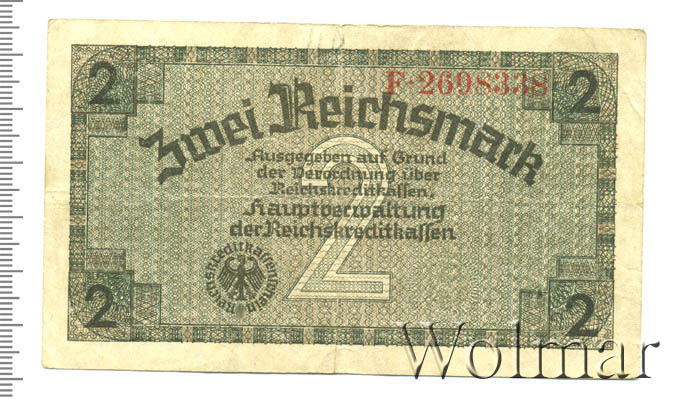 2 2
F·2698338
Zwei Reichsmark
Ausgegeben auf Grund
der Verordnung über
Reichskreditkassen.
Hauptverwaltung
der Reichskreditkassen
2
Reichskreditkassenschein
2 2
Wolmar